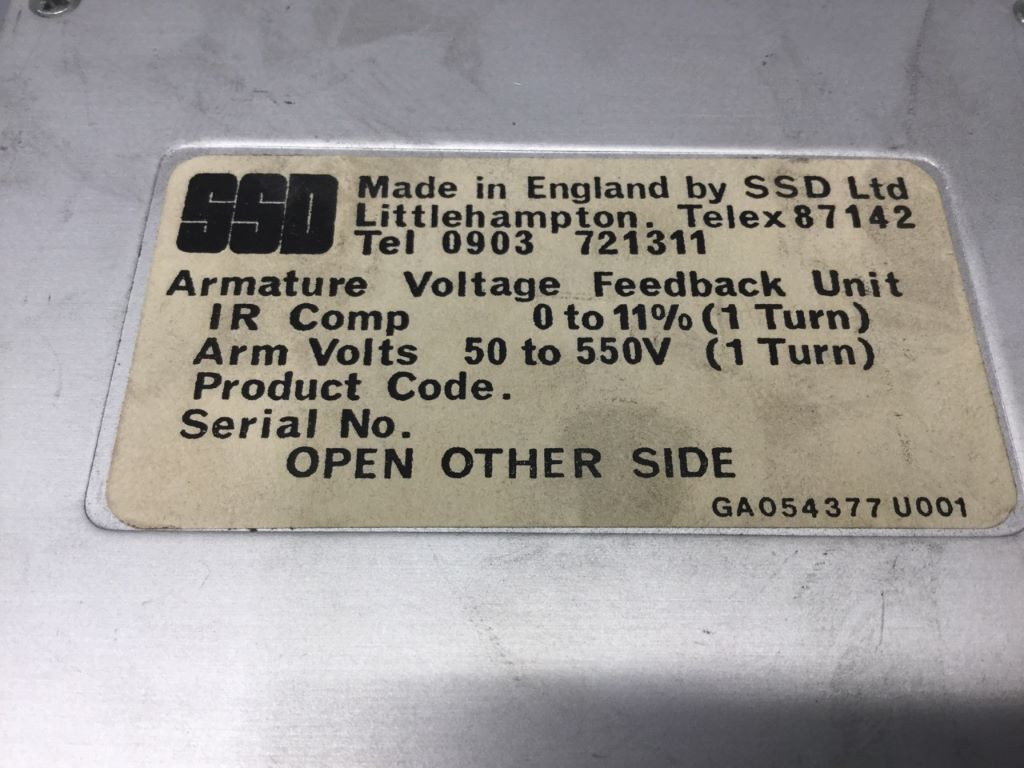 SSD
Made in England by SSD Ltd
Littlehampton. Telex 87142
Tel 0903 721311
Armature Voltage Feedback Unit
IR Comp 0 to 11% (1 Turn)
Arm Volts 50 to 550V (1 Turn)
Product Code.
Serial No.
OPEN OTHER SIDE
GA054377U001